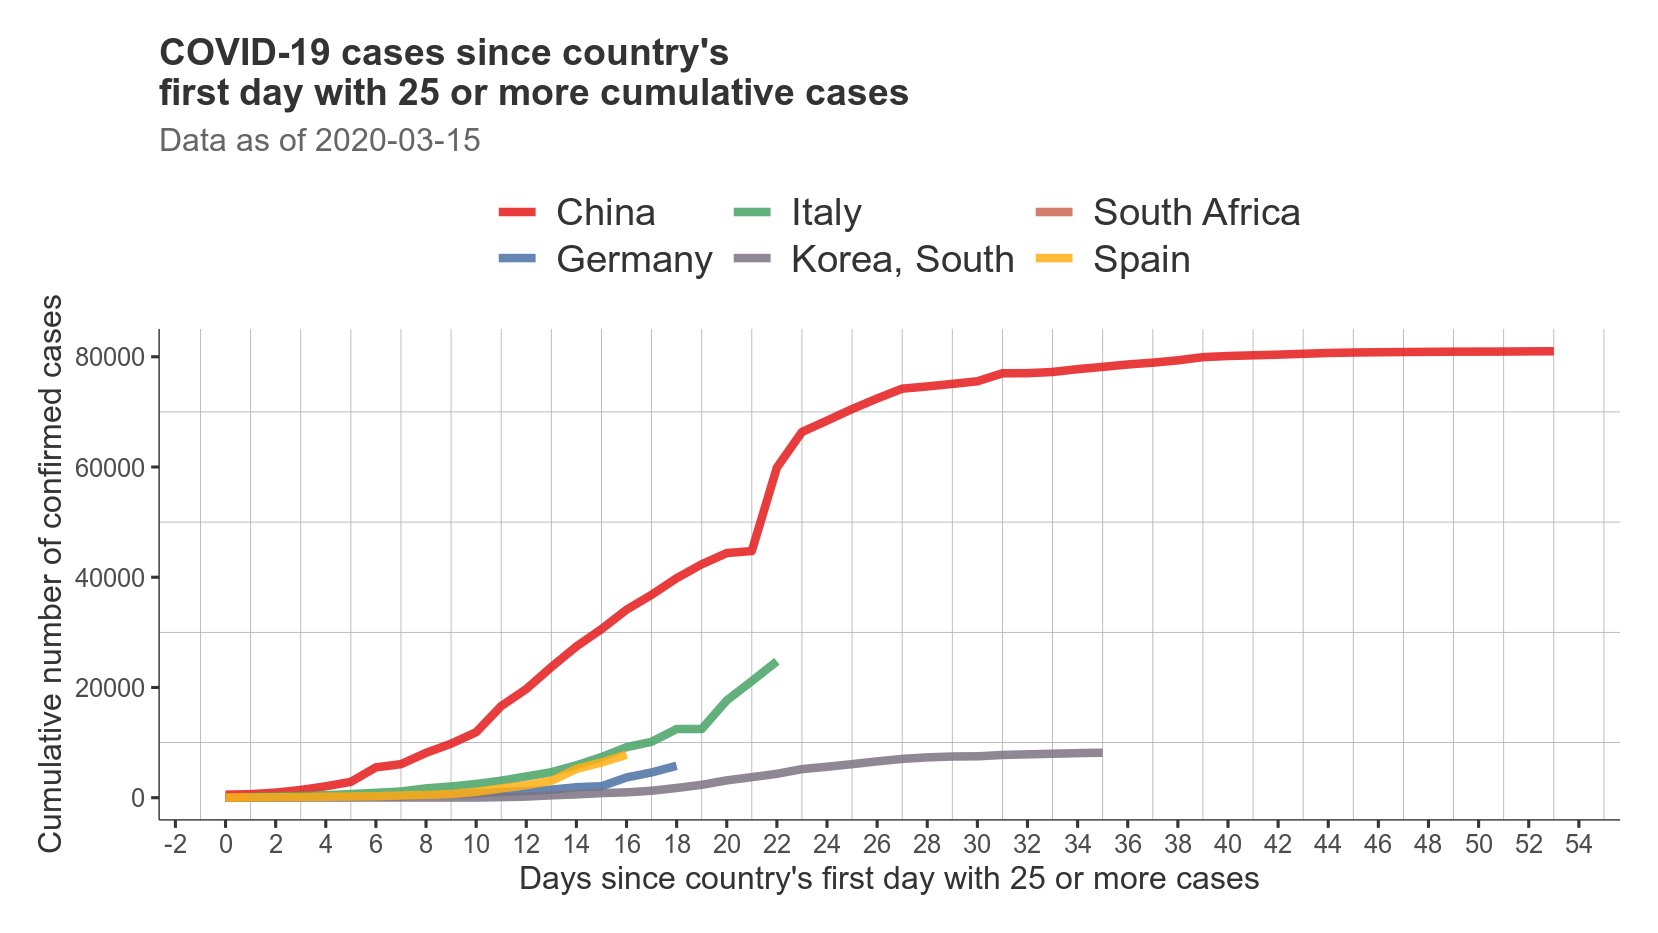 COVID-19 cases since country's
first day with 25 or more cumulative cases
Data as of 2020-03-15
China Italy South Africa
Germany Korea, South Spain
Cumulative number of confirmed cases
80000
60000
40000
20000
0
-2 0 2 4 6 8 10 12 14 16 18 20 22 24 26 28 30 32 34 36 38 40 42 44 46 48 50 52 54
Days since country's first day with 25 or more cases